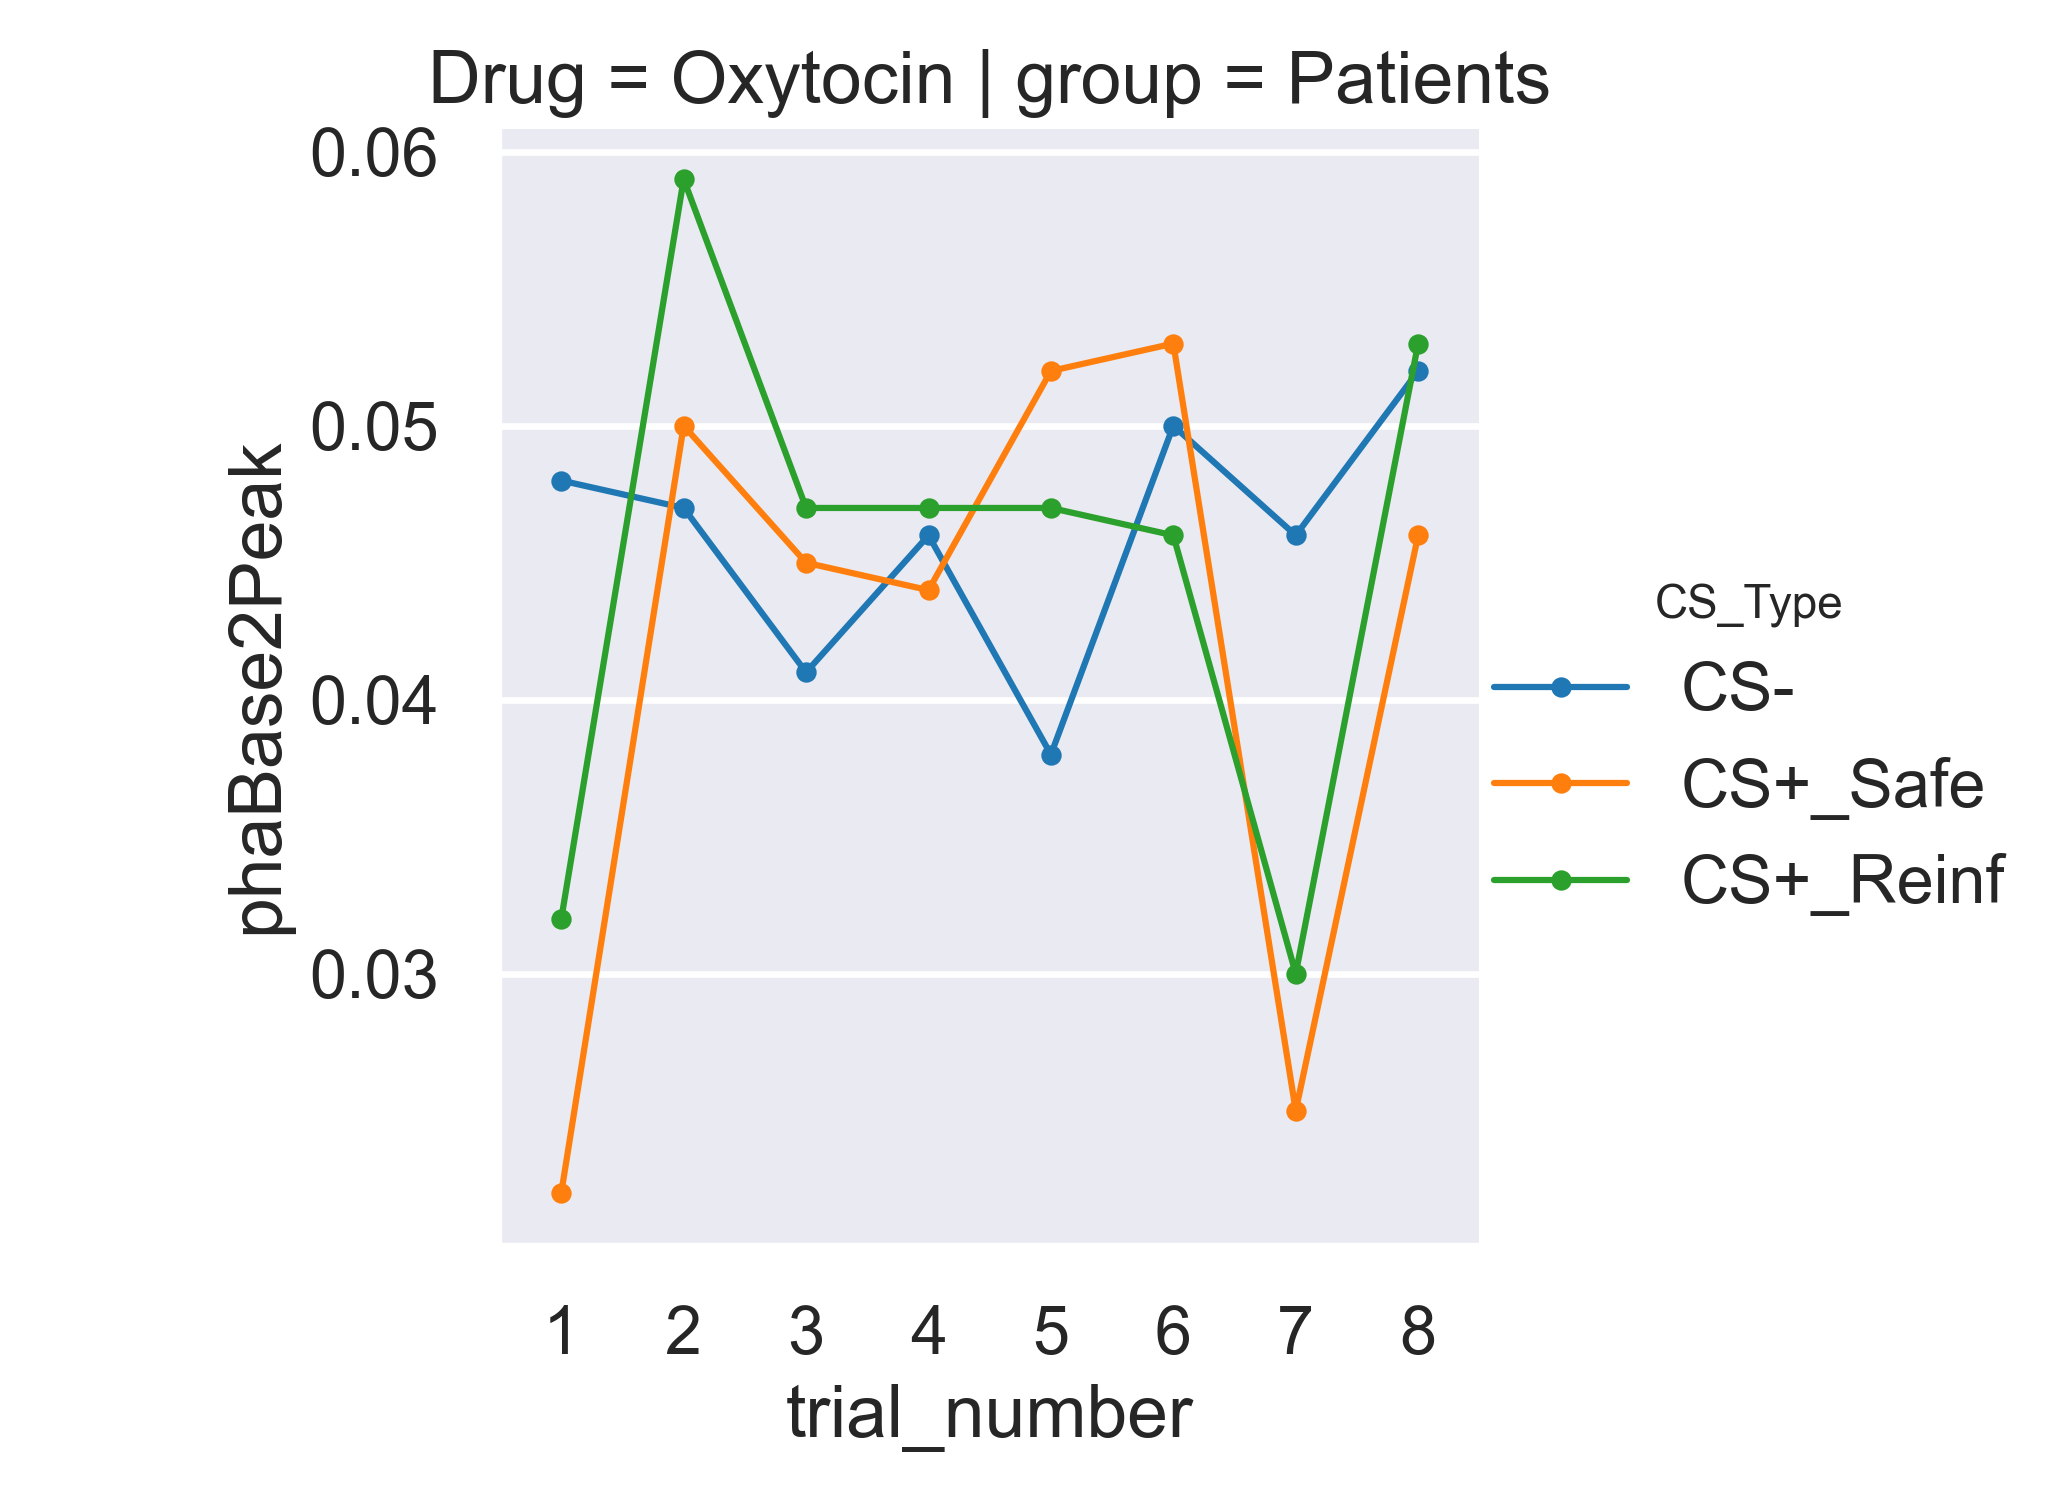 Drug = Oxytocin | group = Patients
0.06
0.05
0.04
0.03
phaBase2Peak
1 2 3 4 5 6 7 8
trial_number
CS_Type
CS-
CS+_Safe
CS+_Reinf